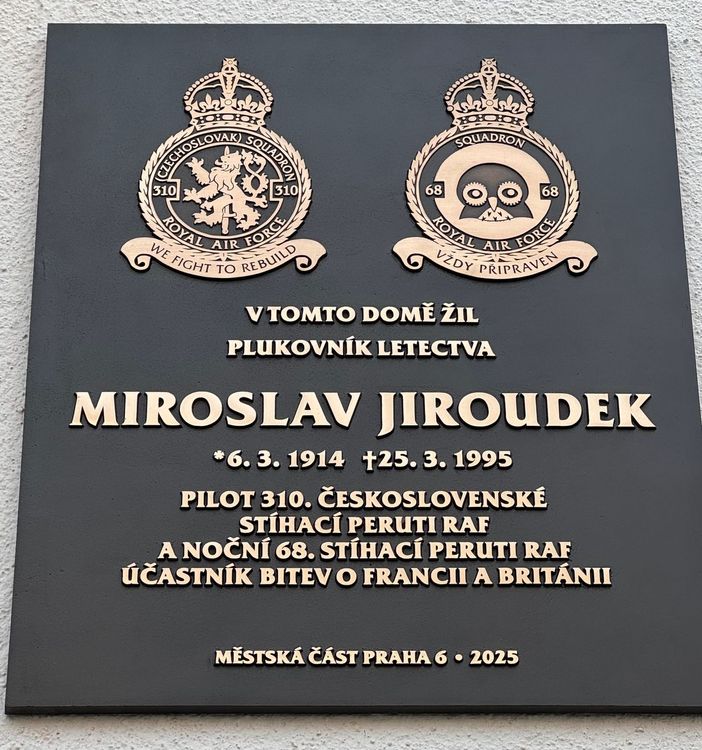 (CZECHOSLOVAK) SQUADRON
310 310
ROYAL AIR FORCE
WE FIGHT TO REBUILD
SQUADRON
68 68
ROYAL AIR FORCE
VŽDY PŘIPRAVEN
V TOMTO DOMĚ ŽIL
PLUKOVNÍK LETECTVA
MIROSLAV JIROUDEK
*6. 3. 1914 †25. 3. 1995
PILOT 310. ČESKOSLOVENSKÉ
STÍHACÍ PERUTI RAF
A NOČNÍ 68. STÍHACÍ PERUTI RAF
ÚČASTNÍK BITEV O FRANCII A BRITÁNII
MĚSTSKÁ ČÁST PRAHA 6 • 2025